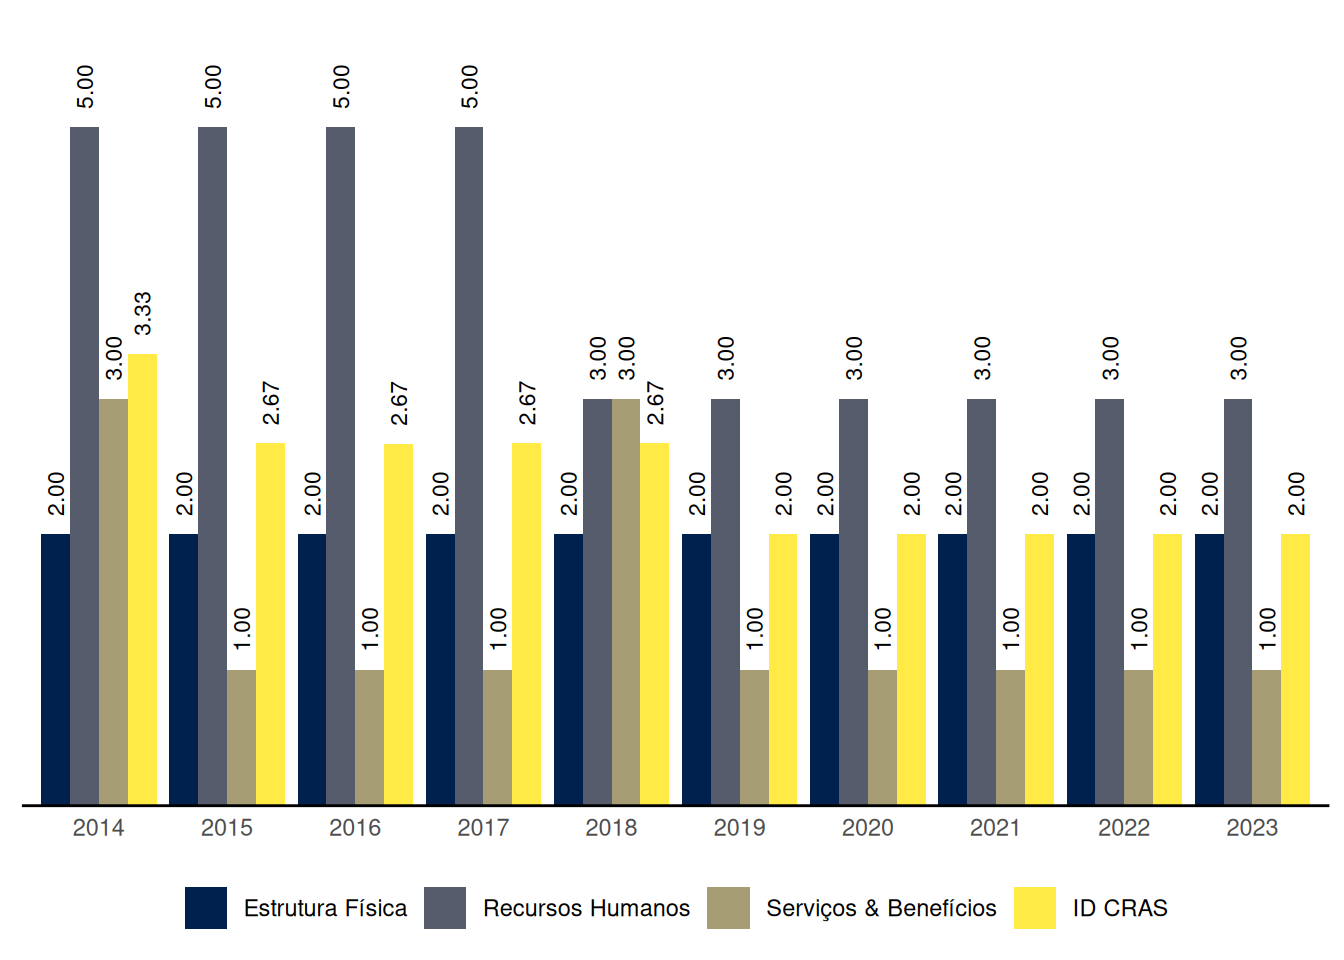 5.00 5.00 5.00 5.00
3.33
3.00 3.00 3.00 3.00 3.00 3.00 3.00 3.00
2.67 2.67 2.67 2.67
2.00 2.00 2.00 2.00 2.00 2.00 2.00 2.00 2.00 2.00 2.00 2.00 2.00 2.00 2.00
1.00 1.00 1.00 1.00 1.00 1.00 1.00 1.00
2014 2015 2016 2017 2018 2019 2020 2021 2022 2023
Estrutura Física Recursos Humanos Serviços & Benefícios ID CRAS